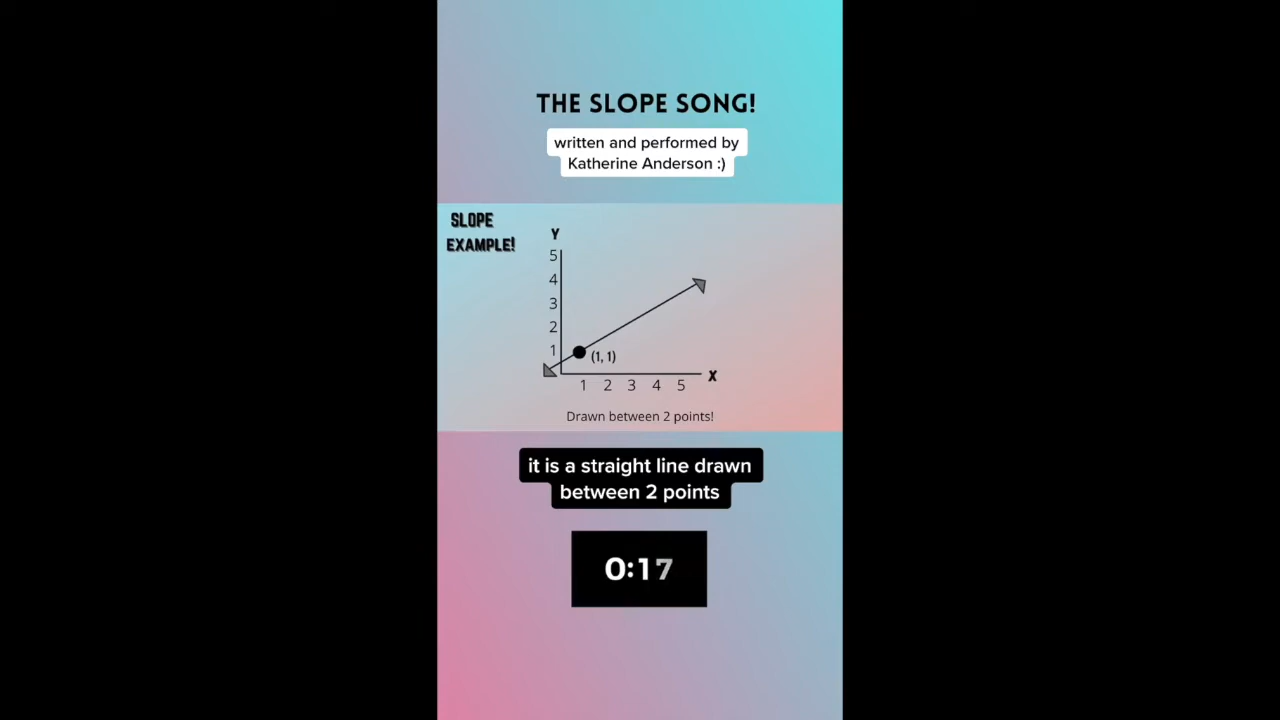 THE SLOPE SONG!
written and performed by
Katherine Anderson :)
SLOPE
EXAMPLE!
Y
5
4
3
2
1
(1, 1)
1 2 3 4 5 X
Drawn between 2 points!
it is a straight line drawn
between 2 points
0:17